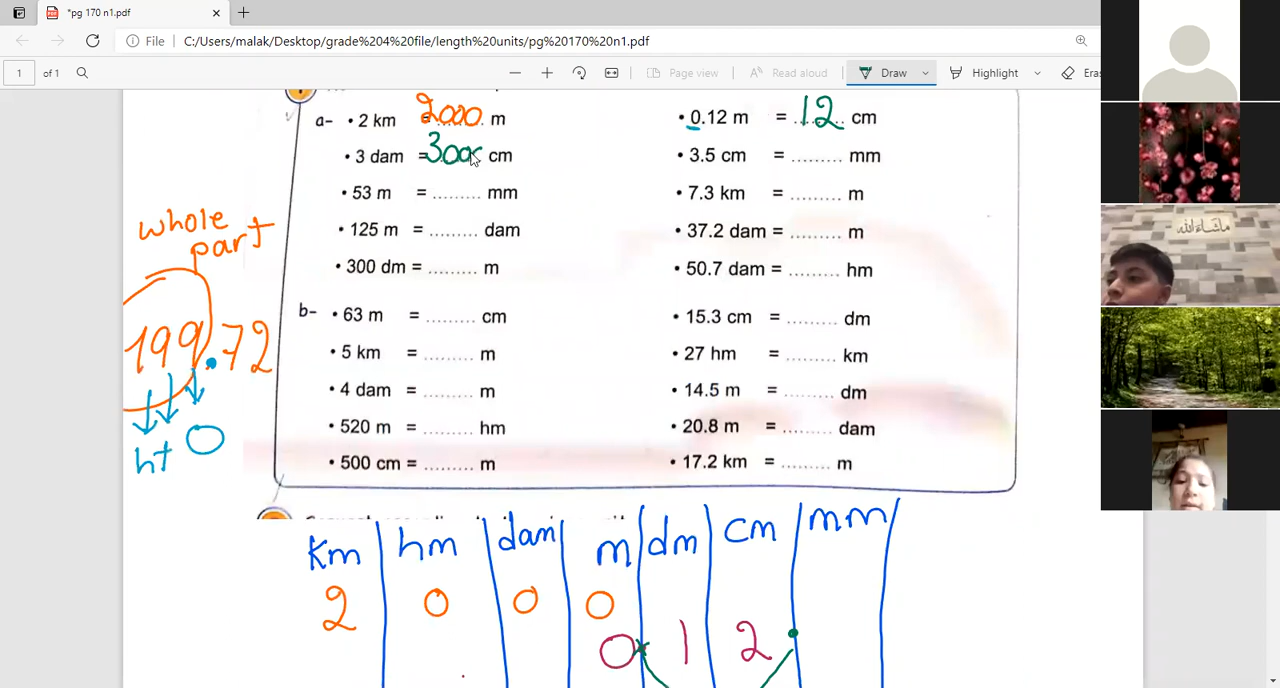 *pg 170 n1.pdf
File C:/Users/malak/Desktop/grade%204%20file/length%20units/pg%20170%20n1.pdf
1 of 1 Page view Read aloud Draw Highlight
a- • 2 km = 2000 m
• 3 dam = 3000 cm
• 53 m = ......... mm
• 125 m = ......... dam
• 300 dm = ......... m
b- • 63 m = ......... cm
• 5 km = ......... m
• 4 dam = ......... m
• 520 m = ......... hm
• 500 cm = ......... m
• 0.12 m = 12 cm
• 3.5 cm = ......... mm
• 7.3 km = ......... m
• 37.2 dam = ......... m
• 50.7 dam = ......... hm
• 15.3 cm = ......... dm
• 27 hm = ......... km
• 14.5 m = ......... dm
• 20.8 m = ......... dam
• 17.2 km = ......... m
whole
part
199.72
ht O
Km hm dam m dm cm mm
2 0 0 0
0 1 2
ماشاء الله